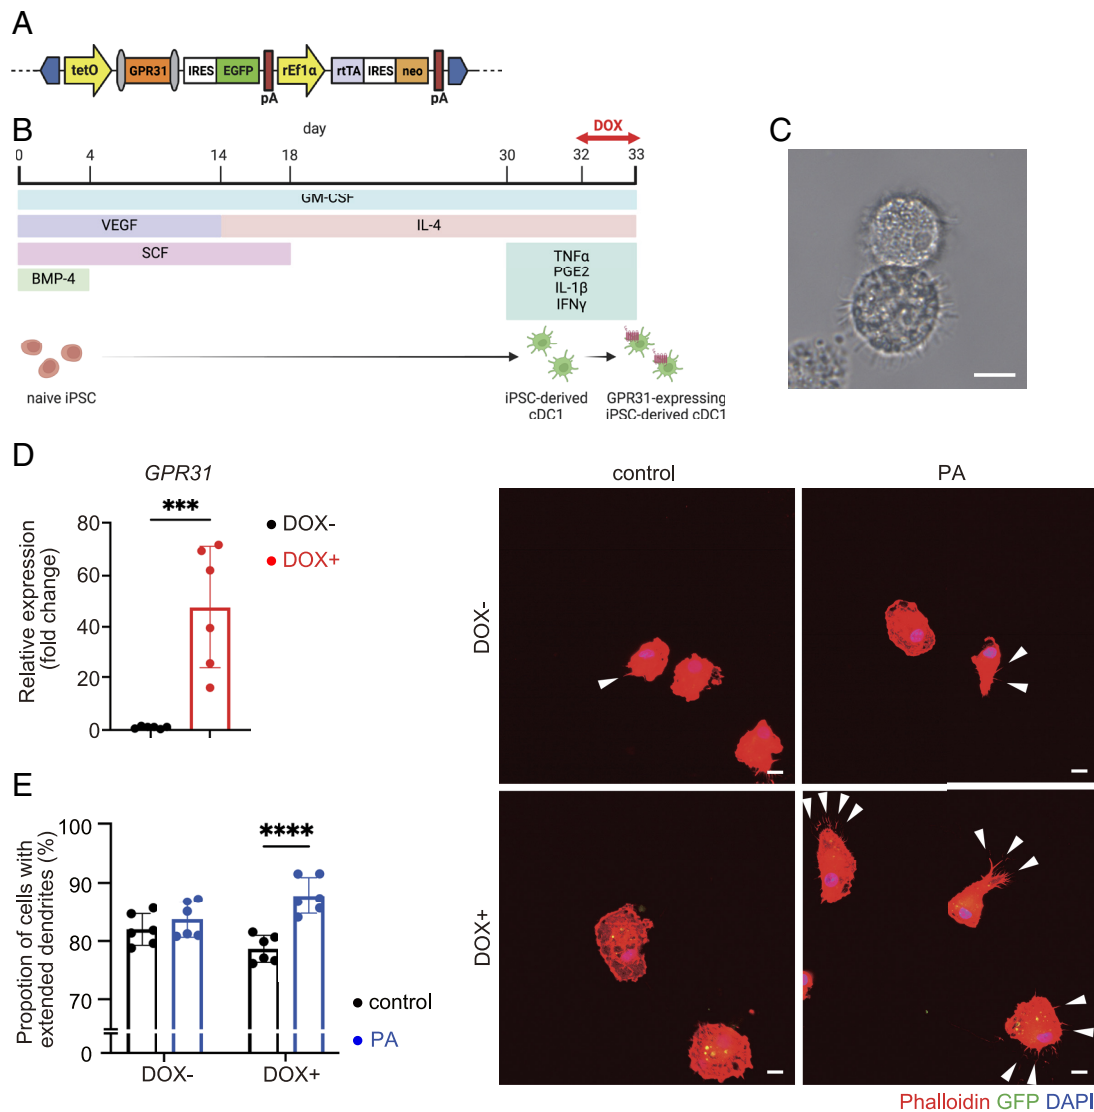 A
tetO GPR31 IRES EGFP rEf1α rtTA IRES neo
pA pA
B
day
DOX
0 4 14 18 30 32 33
GM-CSF
VEGF IL-4
SCF
BMP-4
TNFα
PGE2
IL-1β
IFNγ
naive iPSC
iPSC-derived
cDC1
GPR31-expressing
iPSC-derived cDC1
C
D
GPR31
***
Relative expression
(fold change)
80
60
40
20
0
DOX-
DOX+
E
Propotion of cells with
extended dendrites (%)
100
90
80
70
0
****
control
PA
DOX- DOX+
control PA
DOX-
DOX+
Phalloidin GFP DAPI